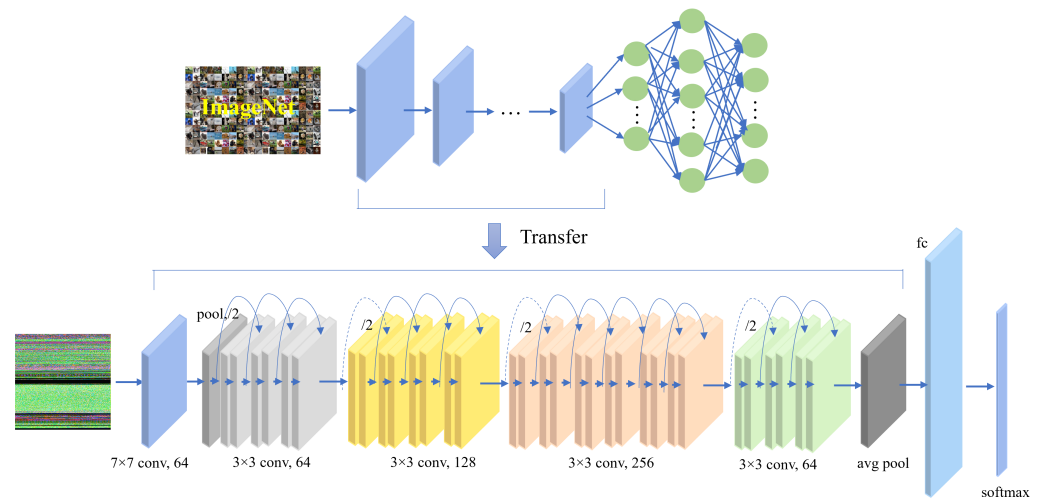 ImageNet
...
Transfer
fc
pool, /2
/2
/2
/2
7×7 conv, 64
3×3 conv, 64
3×3 conv, 128
3×3 conv, 256
3×3 conv, 64
avg pool
softmax